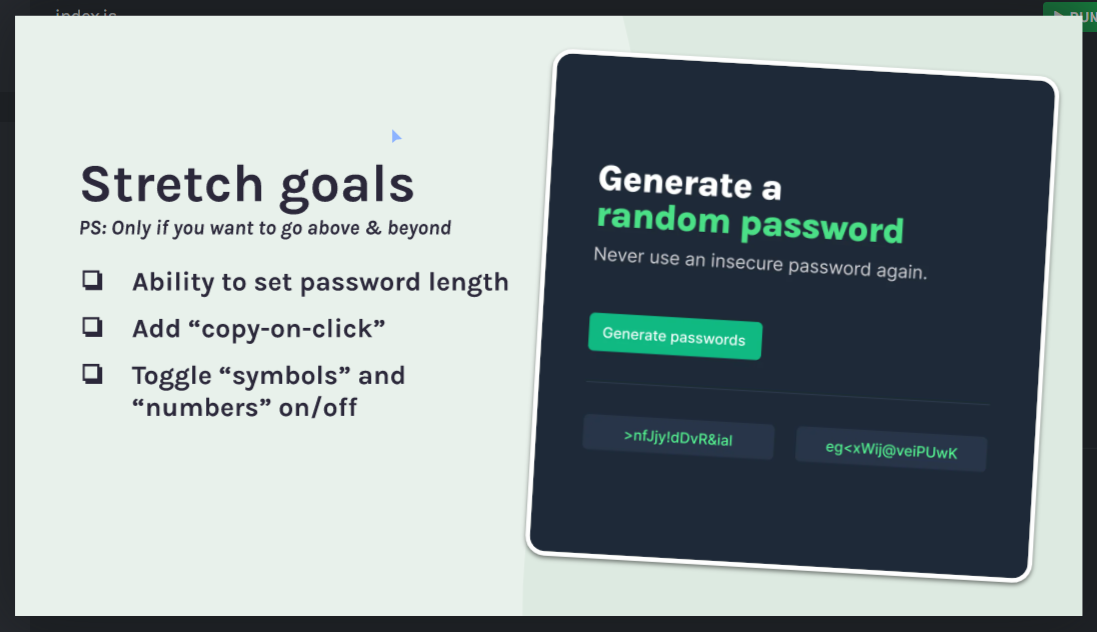 index.js
RUN
Stretch goals
PS: Only if you want to go above & beyond
Ability to set password length
Add “copy-on-click”
Toggle “symbols” and
“numbers” on/off
Generate a
random password
Never use an insecure password again.
Generate passwords
>nfJjy!dDvR&ial
eg<xWij@veiPUwK